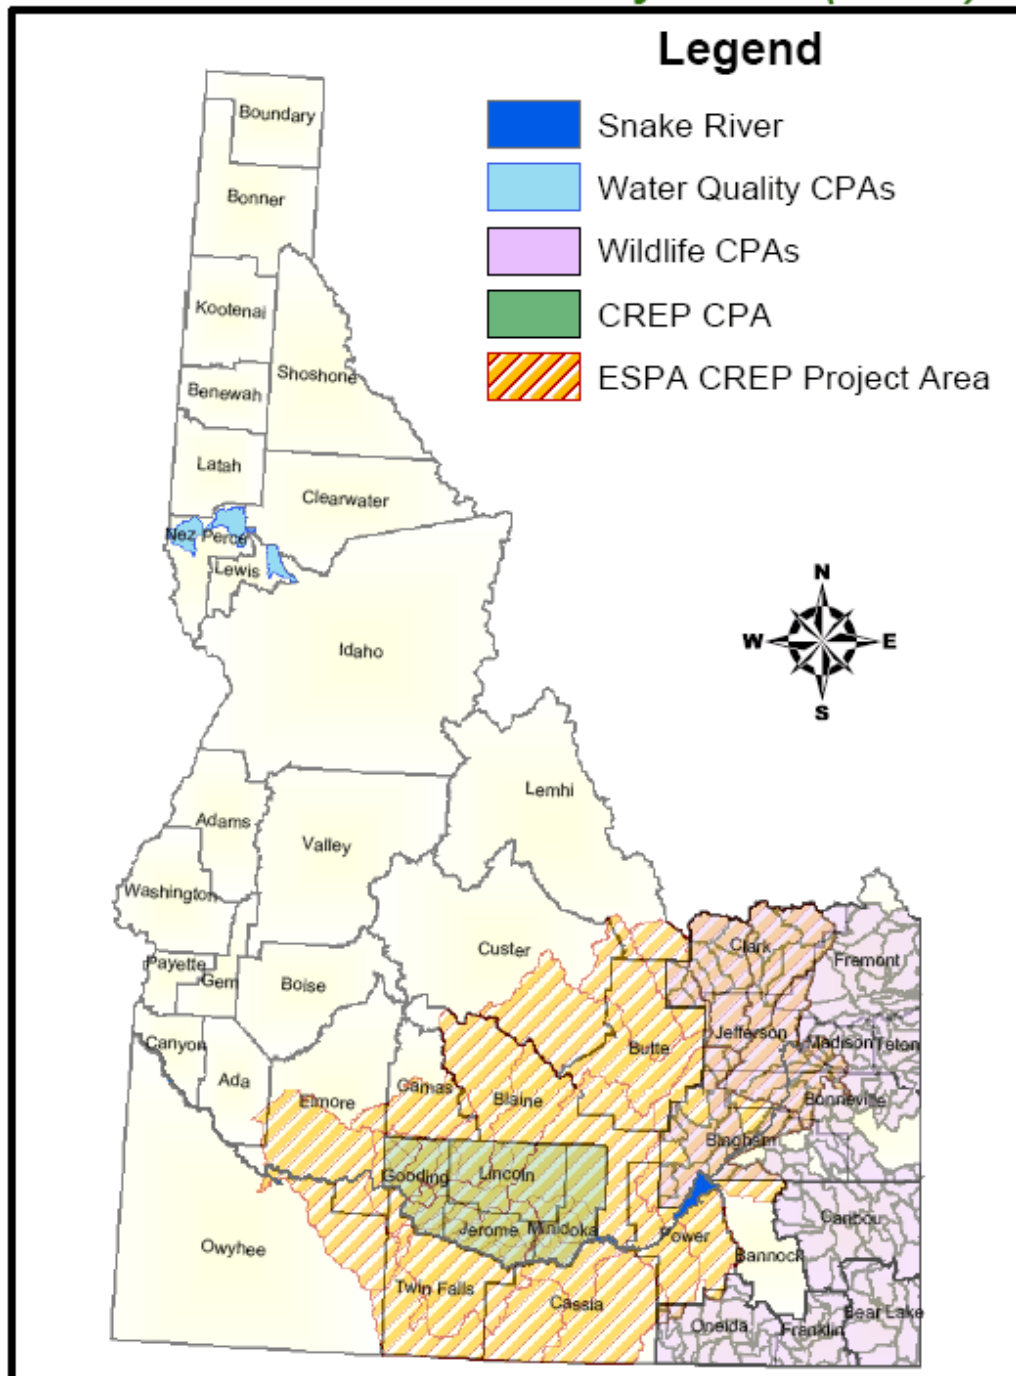 Legend
Snake River
Water Quality CPAs
Wildlife CPAs
CREP CPA
ESPA CREP Project Area
Boundary
Bonner
Kootenai
Shoshone
Benewah
Latah
Clearwater
Nez Perce
Lewis
N
W E
S
Idaho
Lemhi
Adams
Valley
Washington
Custer
Clark
Fremont
Payette
Gem
Boise
Jefferson
Madison
Teton
Canyon
Butte
Ada
Camas
Elmore
Blaine
Bonneville
Bingham
Gooding
Lincoln
Caribou
Jerome
Minidoka
Power
Owyhee
Bannock
Twin Falls
Cassia
Bear Lake
Oneida
Franklin